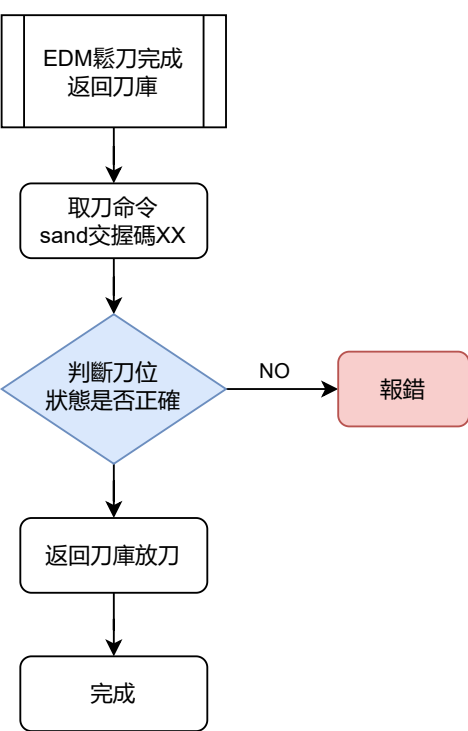 EDM鬆刀完成
返回刀庫
取刀命令
sand交握碼XX
判斷刀位
狀態是否正確
NO
報錯
返回刀庫放刀
完成